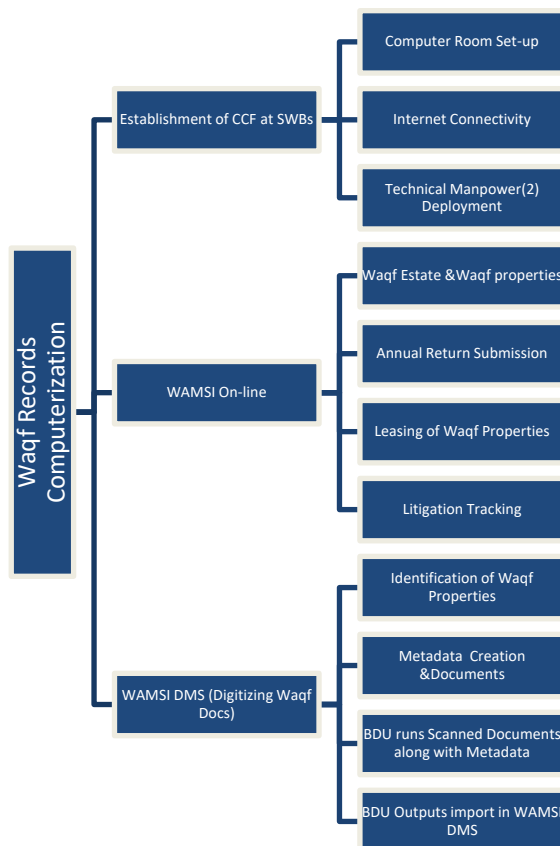 Waqf Records
Computerization
Establishment of CCF at SWBs
Computer Room Set-up
Internet Connectivity
Technical Manpower(2)
Deployment
WAMSI On-line
Waqf Estate &Waqf properties
Annual Return Submission
Leasing of Waqf Properties
Litigation Tracking
WAMSI DMS (Digitizing Waqf
Docs)
Identification of Waqf
Properties
Metadata Creation
&Documents
BDU runs Scanned Documents
along with Metadata
BDU Outputs import in WAMSI
DMS